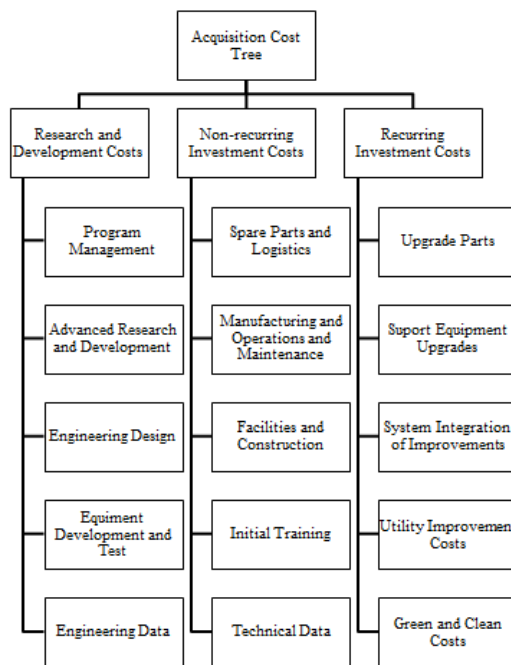 Acquisition Cost
Tree
Research and
Development Costs
Non-recurring
Investment Costs
Recurring
Investment Costs
Program
Management
Spare Parts and
Logistics
Upgrade Parts
Advanced Research
and Development
Manufacturing and
Operations and
Maintenance
Suport Equipment
Upgrades
Engineering Design
Facilities and
Construction
System Integration
of Improvements
Equiment
Development and
Test
Initial Training
Utility Improvement
Costs
Engineering Data
Technical Data
Green and Clean
Costs